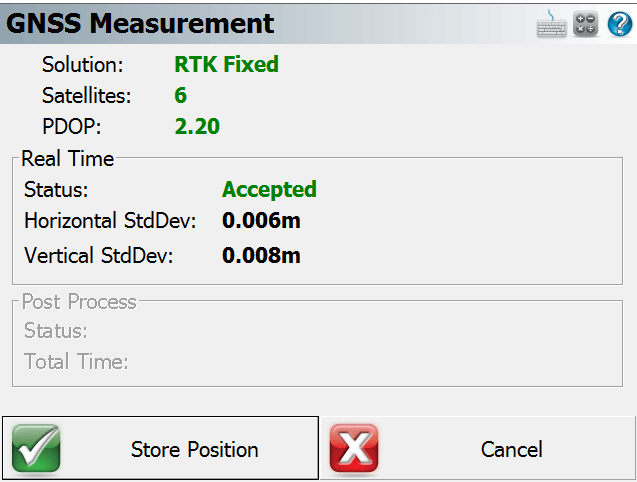 GNSS Measurement
Solution: RTK Fixed
Satellites: 6
PDOP: 2.20
Real Time
Status: Accepted
Horizontal StdDev: 0.006m
Vertical StdDev: 0.008m
Post Process
Status:
Total Time:
Store Position Cancel